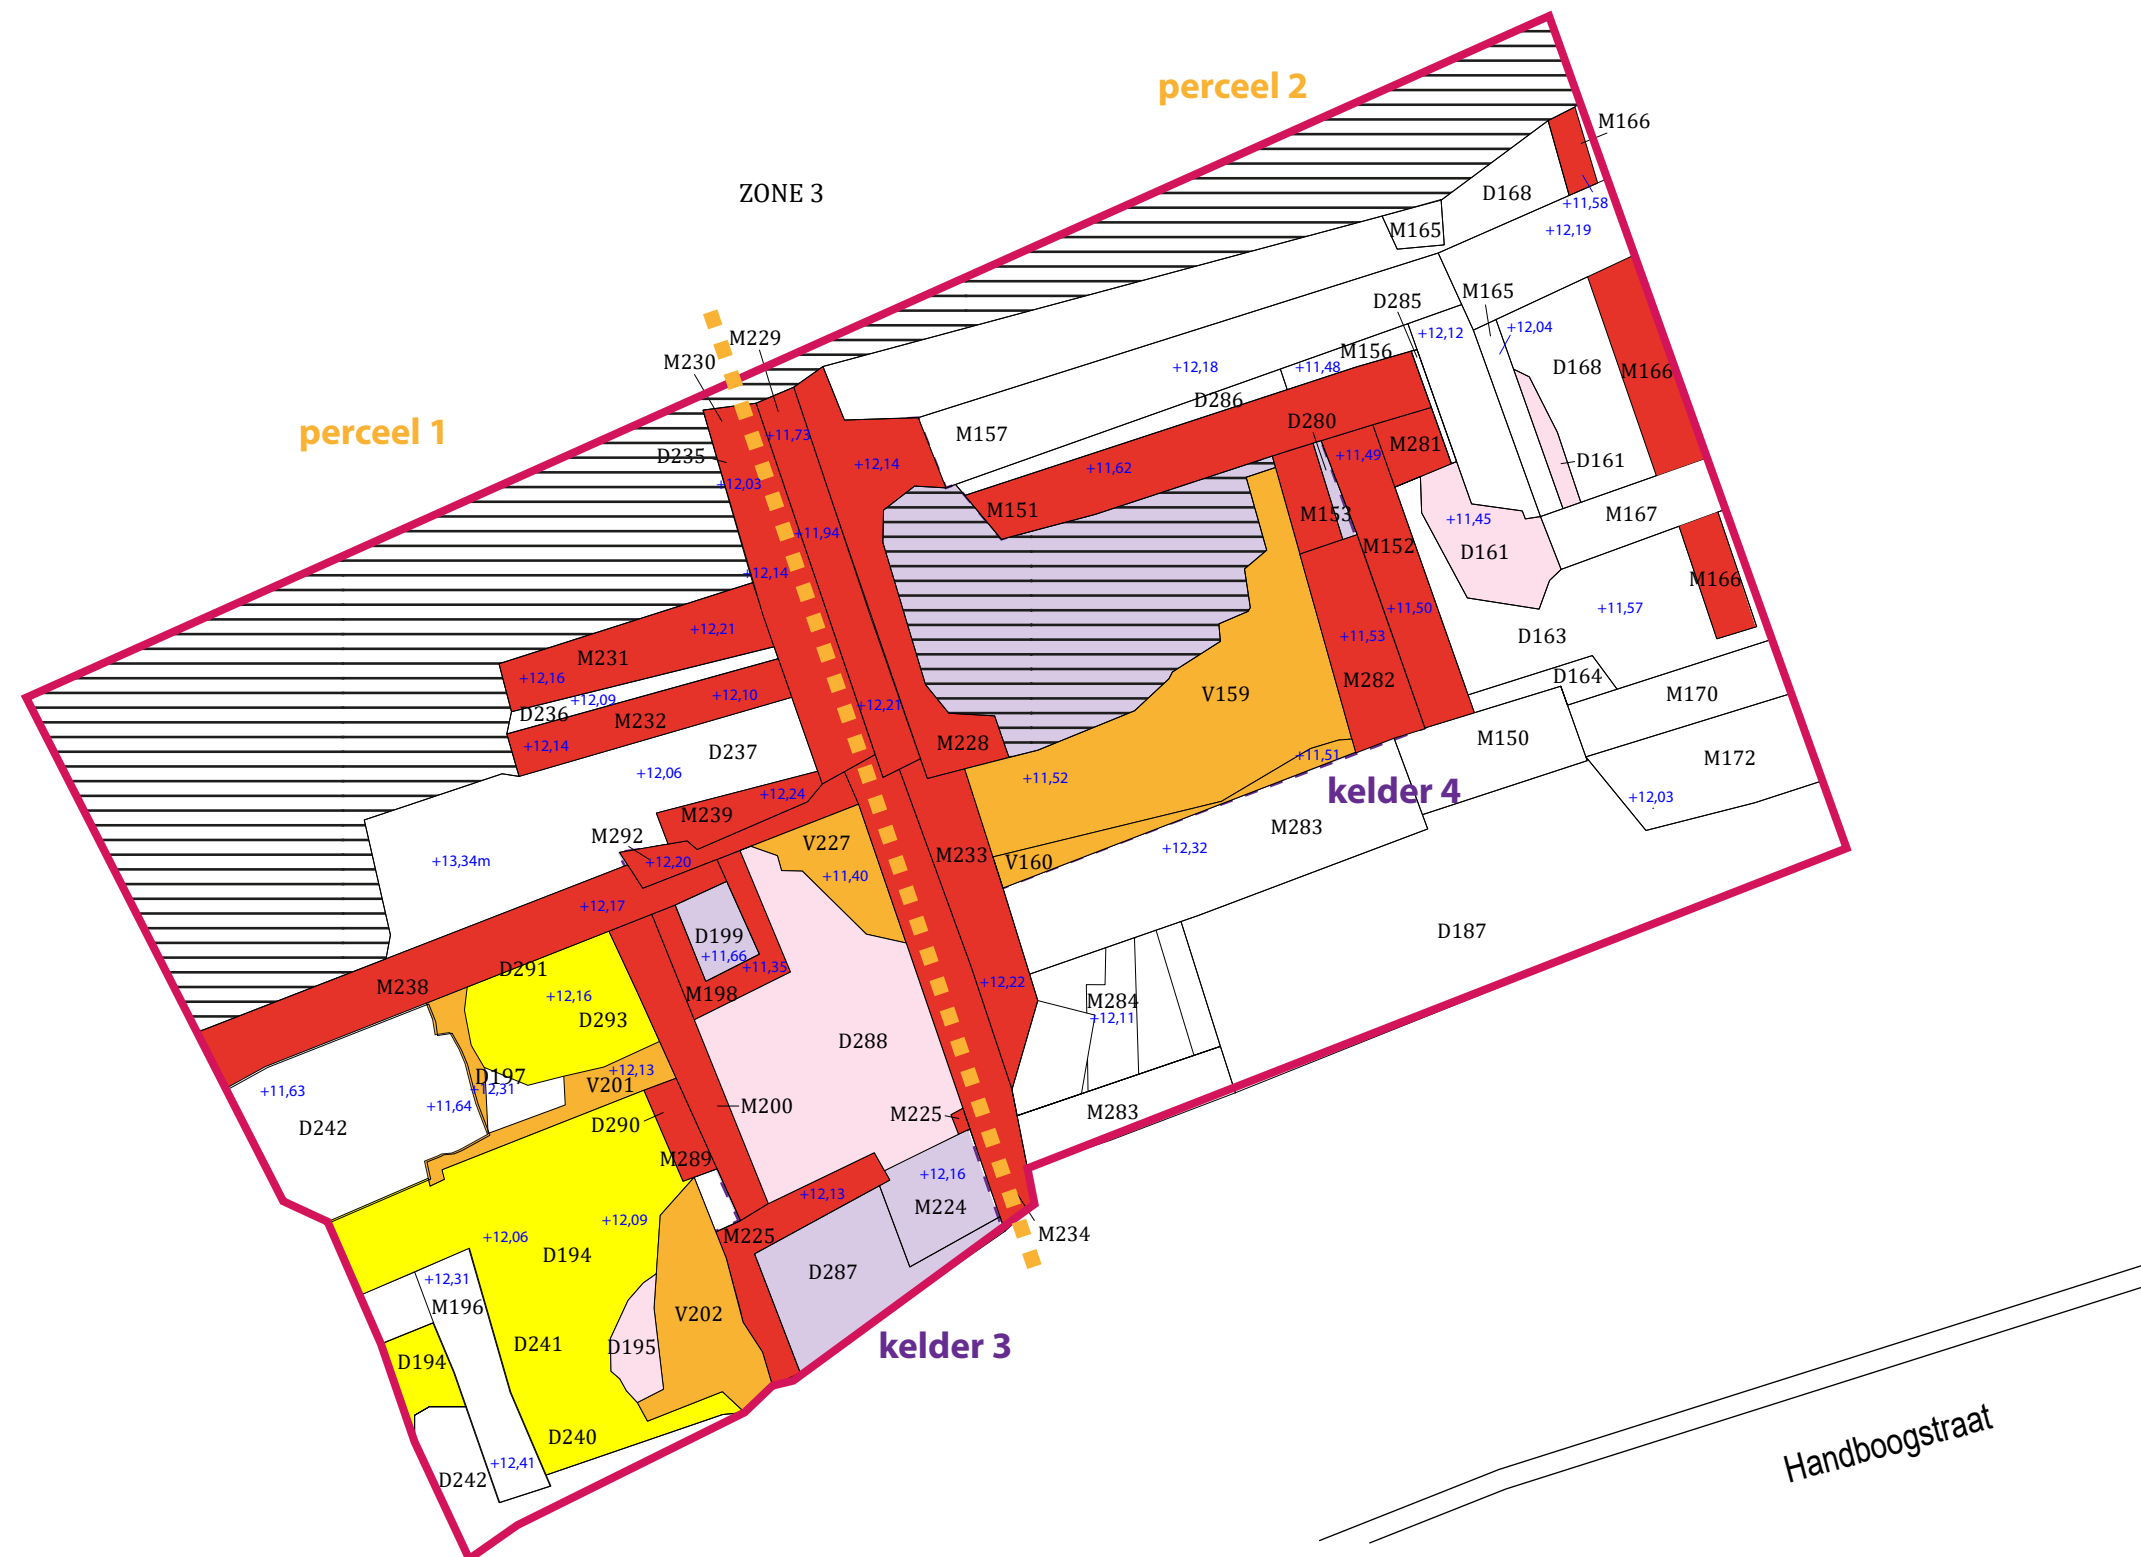 perceel 2
M166
ZONE 3
D168
+11,58
M165
+12,19
M165
D285
+12,04
M229
+12,12
M230
M156
+12,18
+11,48
D168
M166
D286
perceel 1
D280
M157
+11,73
M281
D235
+11,49
+12,14
+11,62
D161
+12,03
M151
M153
+11,45
M167
+11,94
M152
D161
+12,14
M166
+11,50
+11,57
+12,21
+11,53
D163
M231
+12,16
M282
D164
+12,09
+12,10
V159
M170
D236
M232
+12,21
+12,14
D237
M228
M150
+11,51
M172
+12,06
+11,52
kelder 4
+12,24
+12,03
M239
M292
V227
M283
+13,34m
+12,20
M233
V160
+12,32
+11,40
+12,17
D199
D187
+11,66
+11,35
D291
M238
+12,16
M198
+12,22
M284
D293
+12,11
D288
+12,13
D197
+11,63
+12,31
V201
+11,64
M200
D242
D290
M225
M283
M289
+12,16
+12,13
M224
+12,09
M225
M234
+12,06
D194
+12,31
D287
M196
V202
D241
D195
kelder 3
D194
D240
+12,41
D242
Handboogstraat